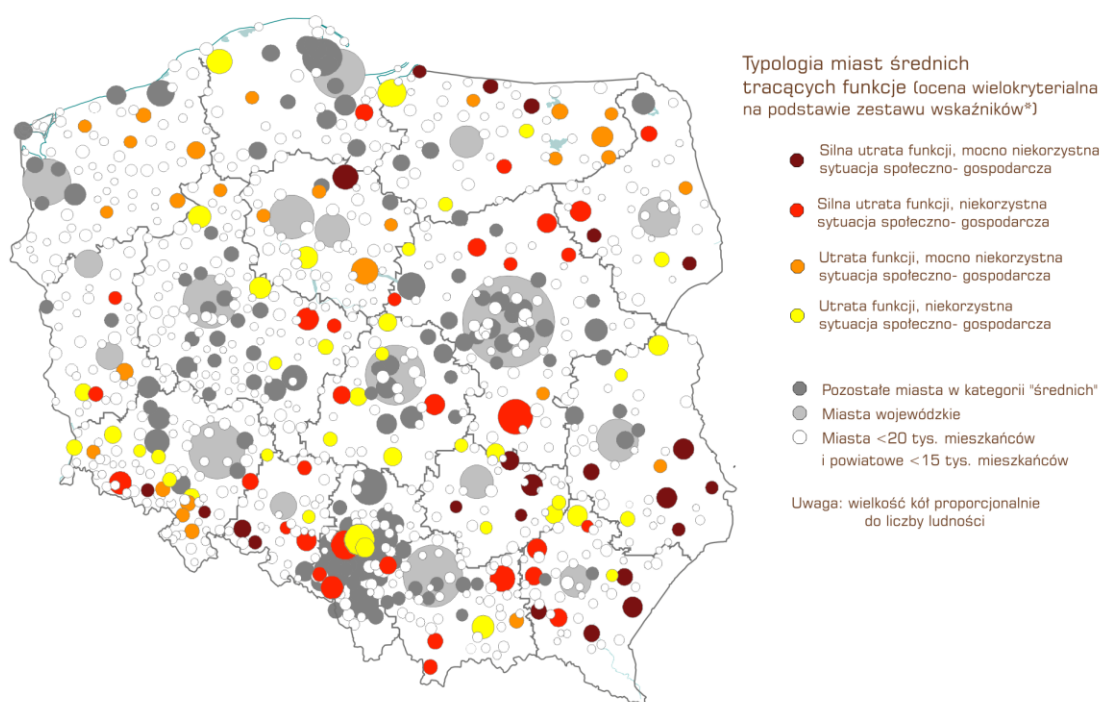 Typologia miast średnich
tracących funkcje (ocena wielokryterialna
na podstawie zestawu wskaźników*)
Silna utrata funkcji, mocno niekorzystna
sytuacja społeczno- gospodarcza
Silna utrata funkcji, niekorzystna
sytuacja społeczno- gospodarcza
Utrata funkcji, mocno niekorzystna
sytuacja społeczno- gospodarcza
Utrata funkcji, niekorzystna
sytuacja społeczno- gospodarcza
Pozostałe miasta w kategorii "średnich"
Miasta wojewódzkie
Miasta <20 tys. mieszkańców
i powiatowe <15 tys. mieszkańców
Uwaga: wielkość kół proporcjonalnie
do liczby ludności